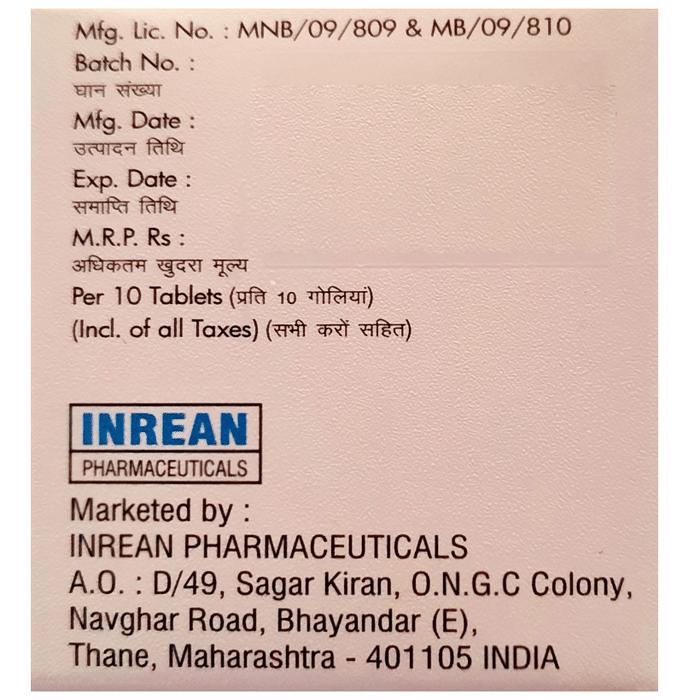 Mfg. Lic. No. : MNB/09/809 & MB/09/810
Batch No. :
घान संख्या
Mfg. Date :
उत्पादन तिथि
Exp. Date :
समाप्ति तिथि
M.R.P. Rs :
अधिकतम खुदरा मूल्य
Per 10 Tablets (प्रति 10 गोलियां)
(Incl. of all Taxes) (सभी करों सहित)
INREAN
PHARMACEUTICALS
Marketed by :
INREAN PHARMACEUTICALS
A.O. : D/49, Sagar Kiran, O.N.G.C Colony,
Navghar Road, Bhayandar (E),
Thane, Maharashtra - 401105 INDIA